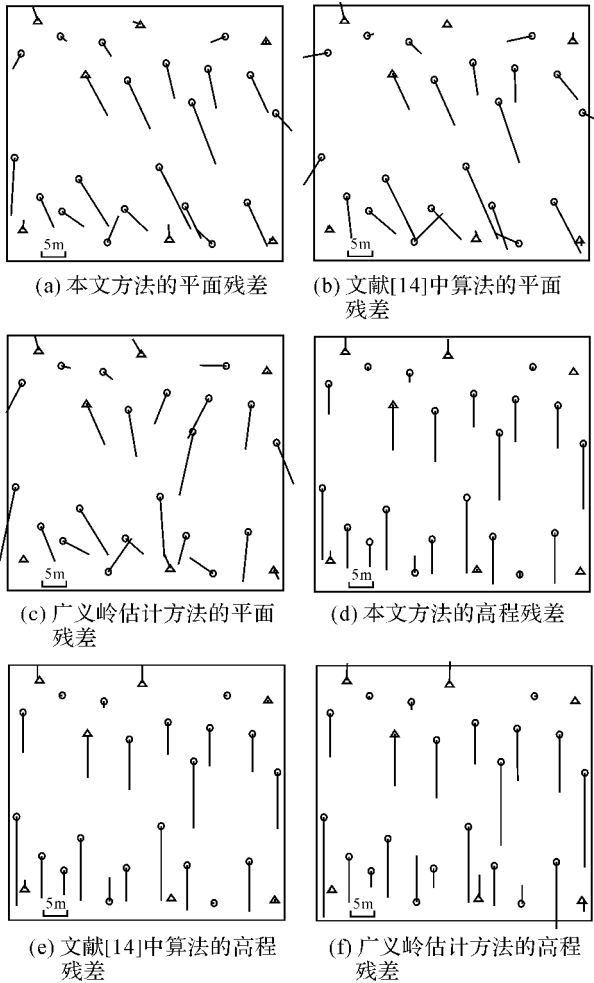 5m
5m
(a) 本文方法的平面残差
(b) 文献[14]中算法的平面
残差
5m
5m
(c) 广义岭估计方法的平面
残差
(d) 本文方法的高程残差
5m
5m
(e) 文献[14]中算法的高程
残差
(f) 广义岭估计方法的高程
残差